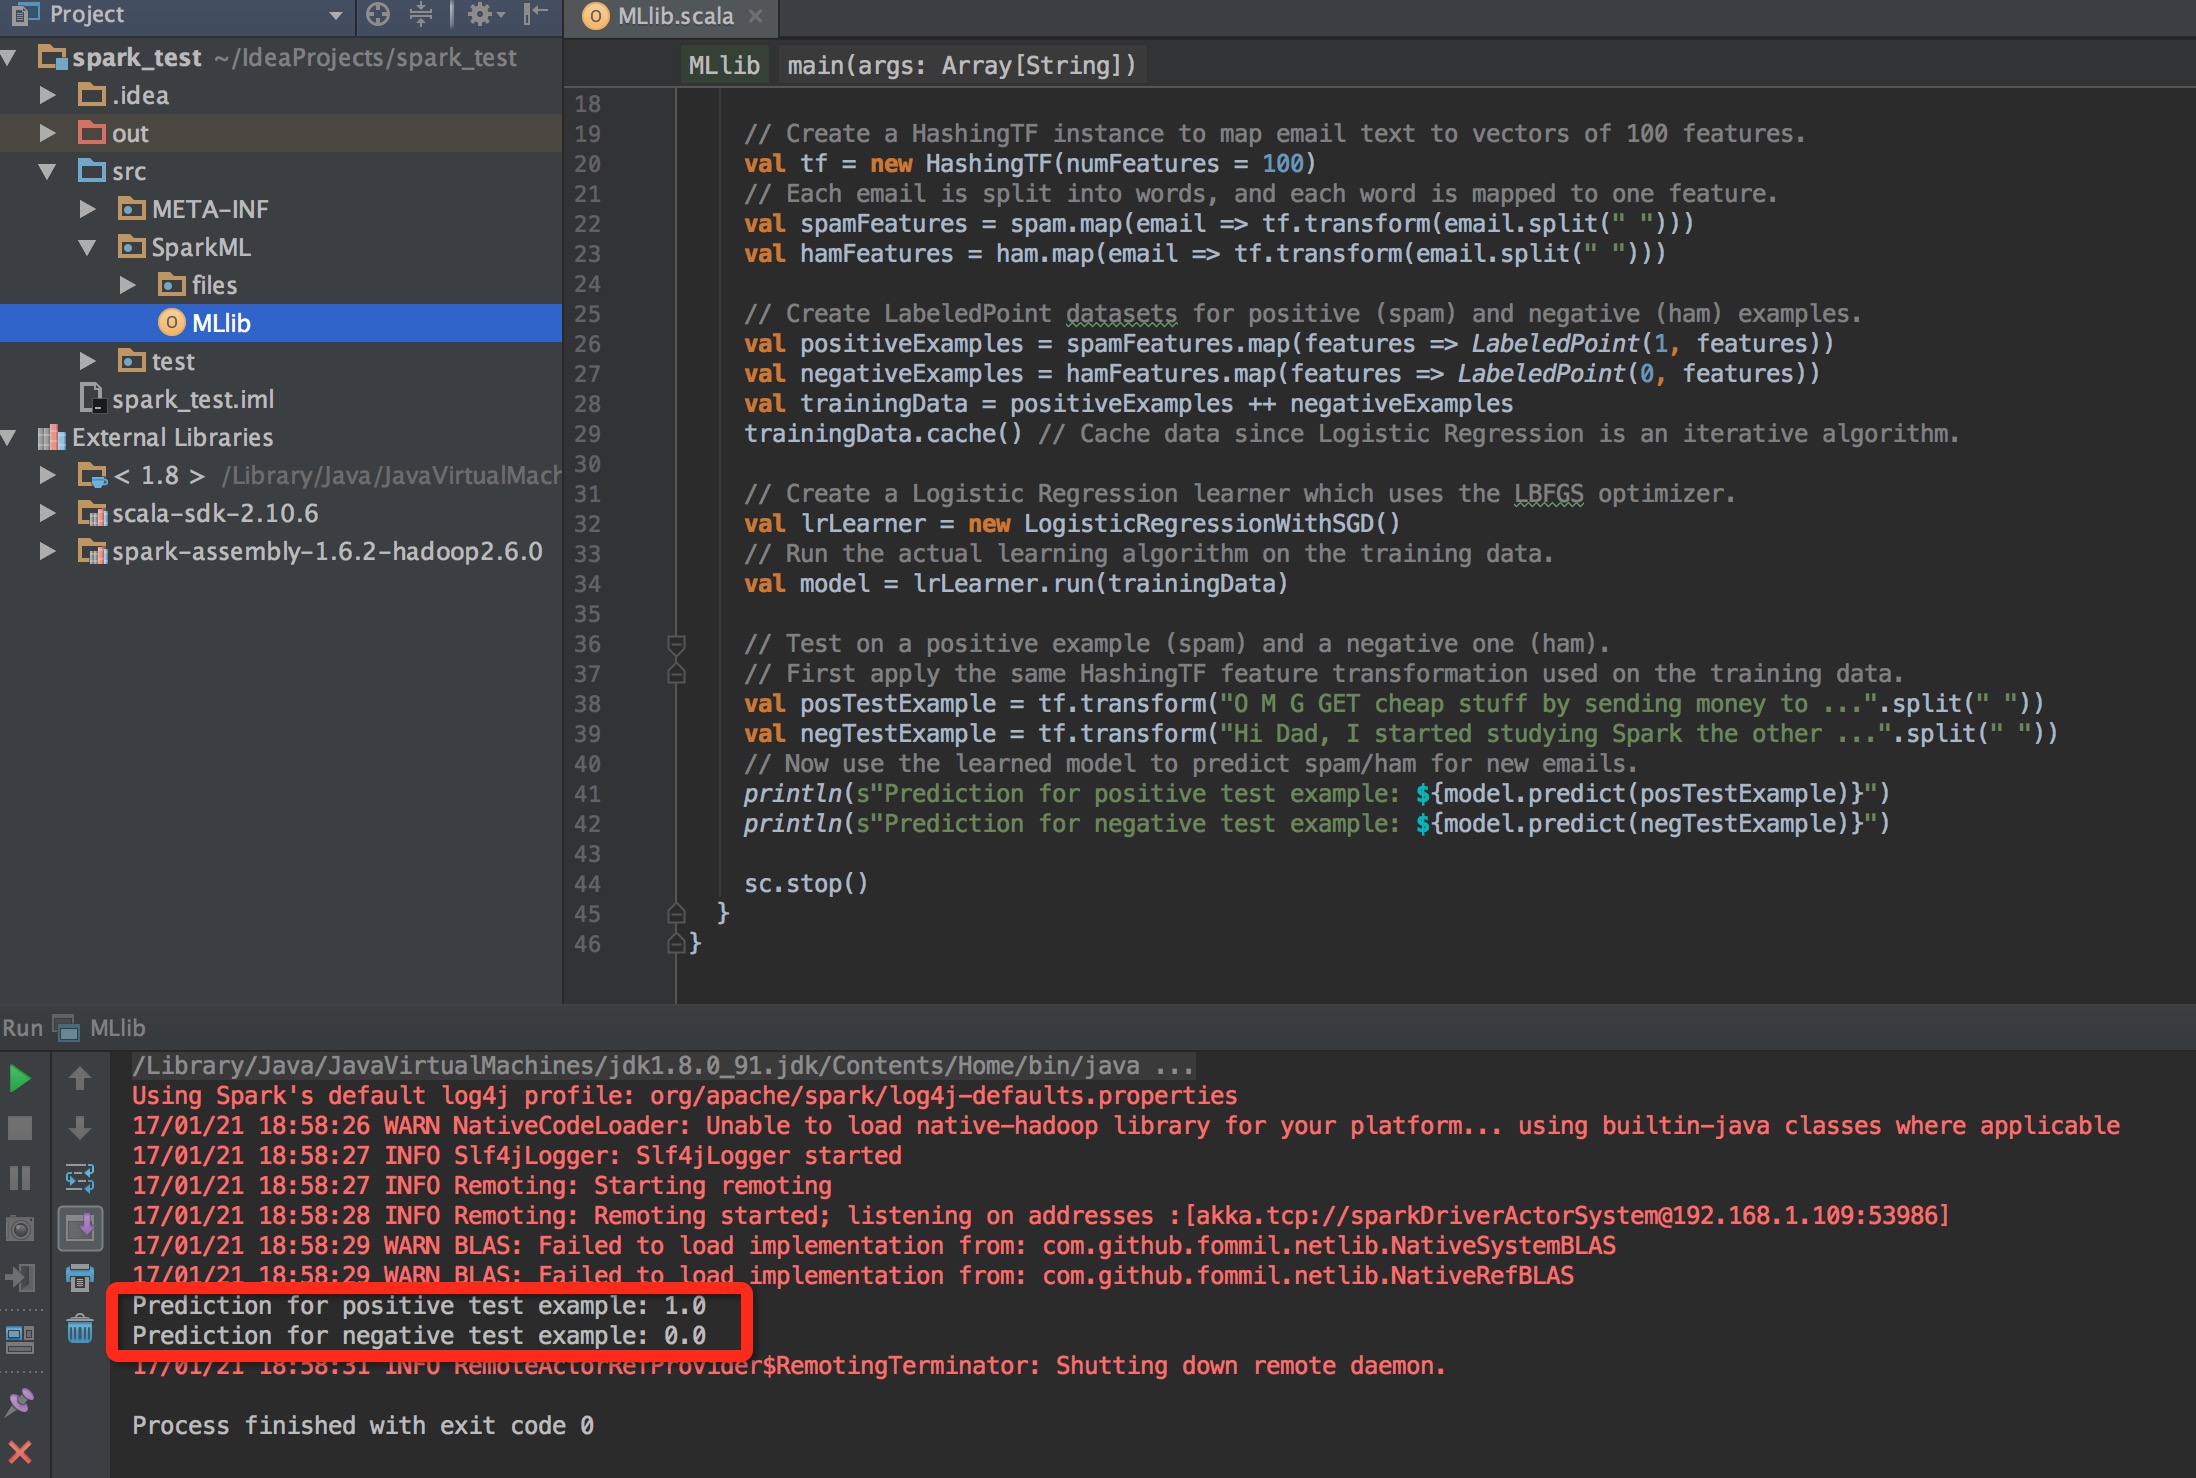 Project
spark_test ~/IdeaProjects/spark_test
.idea
out
src
META-INF
SparkML
files
MLlib
test
spark_test.iml
External Libraries
< 1.8 > /Library/Java/JavaVirtualMach
scala-sdk-2.10.6
spark-assembly-1.6.2-hadoop2.6.0
MLlib.scala
MLlib main(args: Array[String])
18
19 // Create a HashingTF instance to map email text to vectors of 100 features.
20 val tf = new HashingTF(numFeatures = 100)
21 // Each email is split into words, and each word is mapped to one feature.
22 val spamFeatures = spam.map(email => tf.transform(email.split(" ")))
23 val hamFeatures = ham.map(email => tf.transform(email.split(" ")))
24
25 // Create LabeledPoint datasets for positive (spam) and negative (ham) examples.
26 val positiveExamples = spamFeatures.map(features => LabeledPoint(1, features))
27 val negativeExamples = hamFeatures.map(features => LabeledPoint(0, features))
28 val trainingData = positiveExamples ++ negativeExamples
29 trainingData.cache() // Cache data since Logistic Regression is an iterative algorithm.
30
31 // Create a Logistic Regression learner which uses the LBFGS optimizer.
32 val lrLearner = new LogisticRegressionWithSGD()
33 // Run the actual learning algorithm on the training data.
34 val model = lrLearner.run(trainingData)
35
36 // Test on a positive example (spam) and a negative one (ham).
37 // First apply the same HashingTF feature transformation used on the training data.
38 val posTestExample = tf.transform("O M G GET cheap stuff by sending money to ...".split(" "))
39 val negTestExample = tf.transform("Hi Dad, I started studying Spark the other ...".split(" "))
40 // Now use the learned model to predict spam/ham for new emails.
41 println(s"Prediction for positive test example: ${model.predict(posTestExample)}")
42 println(s"Prediction for negative test example: ${model.predict(negTestExample)}")
43
44 sc.stop()
45 }
46 }
Run MLlib
/Library/Java/JavaVirtualMachines/jdk1.8.0_91.jdk/Contents/Home/bin/java ...
Using Spark's default log4j profile: org/apache/spark/log4j-defaults.properties
17/01/21 18:58:26 WARN NativeCodeLoader: Unable to load native-hadoop library for your platform... using builtin-java classes where applicable
17/01/21 18:58:27 INFO Slf4jLogger: Slf4jLogger started
17/01/21 18:58:27 INFO Remoting: Starting remoting
17/01/21 18:58:28 INFO Remoting: Remoting started; listening on addresses :[akka.tcp://sparkDriverActorSystem@192.168.1.109:53986]
17/01/21 18:58:29 WARN BLAS: Failed to load implementation from: com.github.fommil.netlib.NativeSystemBLAS
17/01/21 18:58:29 WARN BLAS: Failed to load implementation from: com.github.fommil.netlib.NativeRefBLAS
Prediction for positive test example: 1.0
Prediction for negative test example: 0.0
17/01/21 18:58:31 INFO RemoteActorRefProvider$RemotingTerminator: Shutting down remote daemon.
Process finished with exit code 0